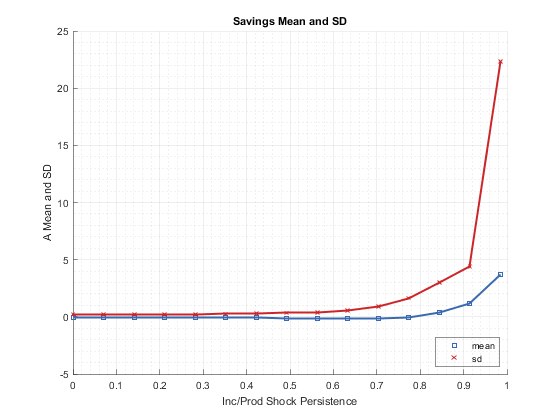 Savings Mean and SD
A Mean and SD
25
20
15
10
5
0
-5
0 0.1 0.2 0.3 0.4 0.5 0.6 0.7 0.8 0.9 1
Inc/Prod Shock Persistence
mean
sd